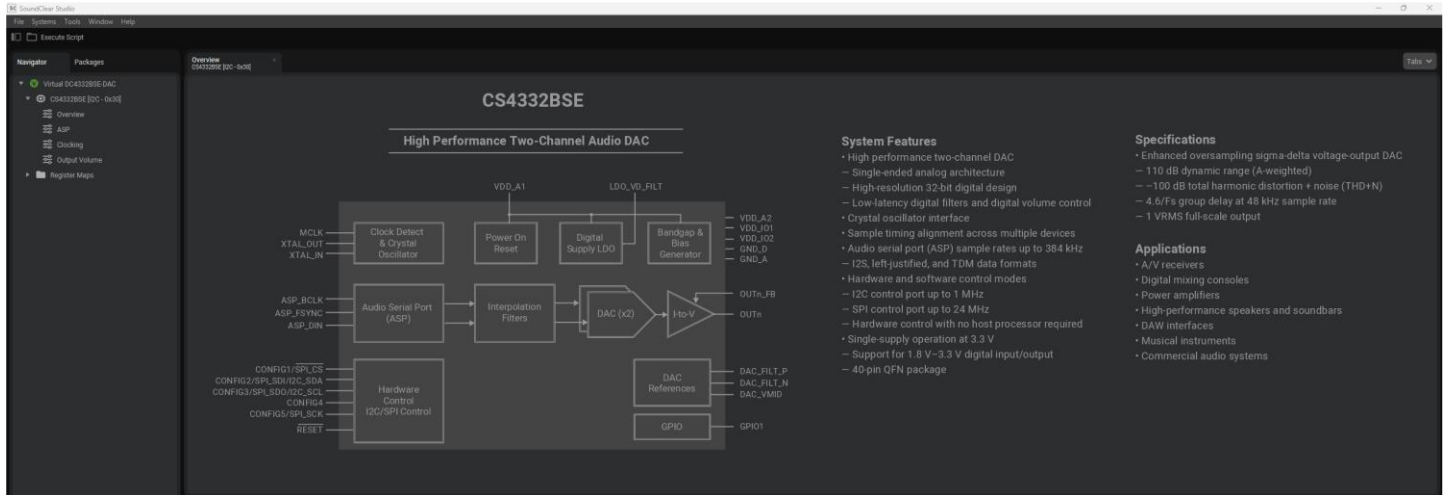 SC SoundClear Studio
File Systems Tools Window Help
Execute Script
Navigator Packages
Virtual DC4332BSE-DAC
CS4332BSE [I2C - 0x30]
Overview
ASP
Clocking
Output Volume
Register Maps
Overview
CS4332BSE [I2C - 0x30]
Tabs
CS4332BSE
High Performance Two-Channel Audio DAC
VDD_A1
LDO_VD_FILT
MCLK
XTAL_OUT
XTAL_IN
Clock Detect
& Crystal
Oscillator
Power On
Reset
Digital
Supply LDO
Bandgap &
Bias
Generator
VDD_A2
VDD_IO1
VDD_IO2
GND_D
GND_A
ASP_BCLK
ASP_FSYNC
ASP_DIN
Audio Serial Port
(ASP)
Interpolation
Filters
DAC (x2)
I-to-V
OUTn_FB
OUTn
CONFIG1/SPI_CS
CONFIG2/SPI_SDI/I2C_SDA
CONFIG3/SPI_SDO/I2C_SCL
CONFIG4
CONFIG5/SPI_SCK
RESET
Hardware
Control
I2C/SPI Control
DAC
References
DAC_FILT_P
DAC_FILT_N
DAC_VMID
GPIO
GPIO1
System Features
• High performance two-channel DAC
— Single-ended analog architecture
— High-resolution 32-bit digital design
— Low-latency digital filters and digital volume control
• Crystal oscillator interface
• Sample timing alignment across multiple devices
• Audio serial port (ASP) sample rates up to 384 kHz
— I2S, left-justified, and TDM data formats
• Hardware and software control modes
— I2C control port up to 1 MHz
— SPI control port up to 24 MHz
— Hardware control with no host processor required
• Single-supply operation at 3.3 V
— Support for 1.8 V–3.3 V digital input/output
— 40-pin QFN package
Specifications
• Enhanced oversampling sigma-delta voltage-output DAC
— 110 dB dynamic range (A-weighted)
— –100 dB total harmonic distortion + noise (THD+N)
— 4.6/Fs group delay at 48 kHz sample rate
— 1 VRMS full-scale output
Applications
• A/V receivers
• Digital mixing consoles
• Power amplifiers
• High-performance speakers and soundbars
• DAW interfaces
• Musical instruments
• Commercial audio systems